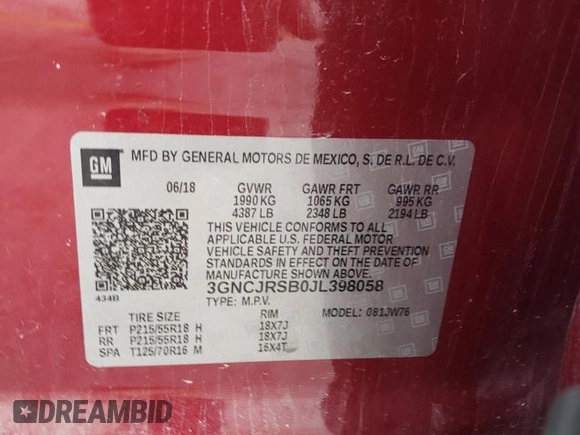 GM
MFD BY GENERAL MOTORS DE MEXICO, S. DE R.L. DE C.V.
06/18 GVWR GAWR FRT GAWR RR
1990 KG 1065 KG 995 KG
4387 LB 2348 LB 2194 LB
THIS VEHICLE CONFORMS TO ALL
APPLICABLE U.S. FEDERAL MOTOR
VEHICLE SAFETY AND THEFT PREVENTION
STANDARDS IN EFFECT ON THE DATE OF
MANUFACTURE SHOWN ABOVE.
3GNCJRSB0JL398058
434B TYPE: M.P.V.
TIRE SIZE RIM MODEL: 081JW76
FRT P215/55R18 H 18X7J
RR P215/55R18 H 18X7J
SPA T125/70R16 M 16X4T
DREAMBID